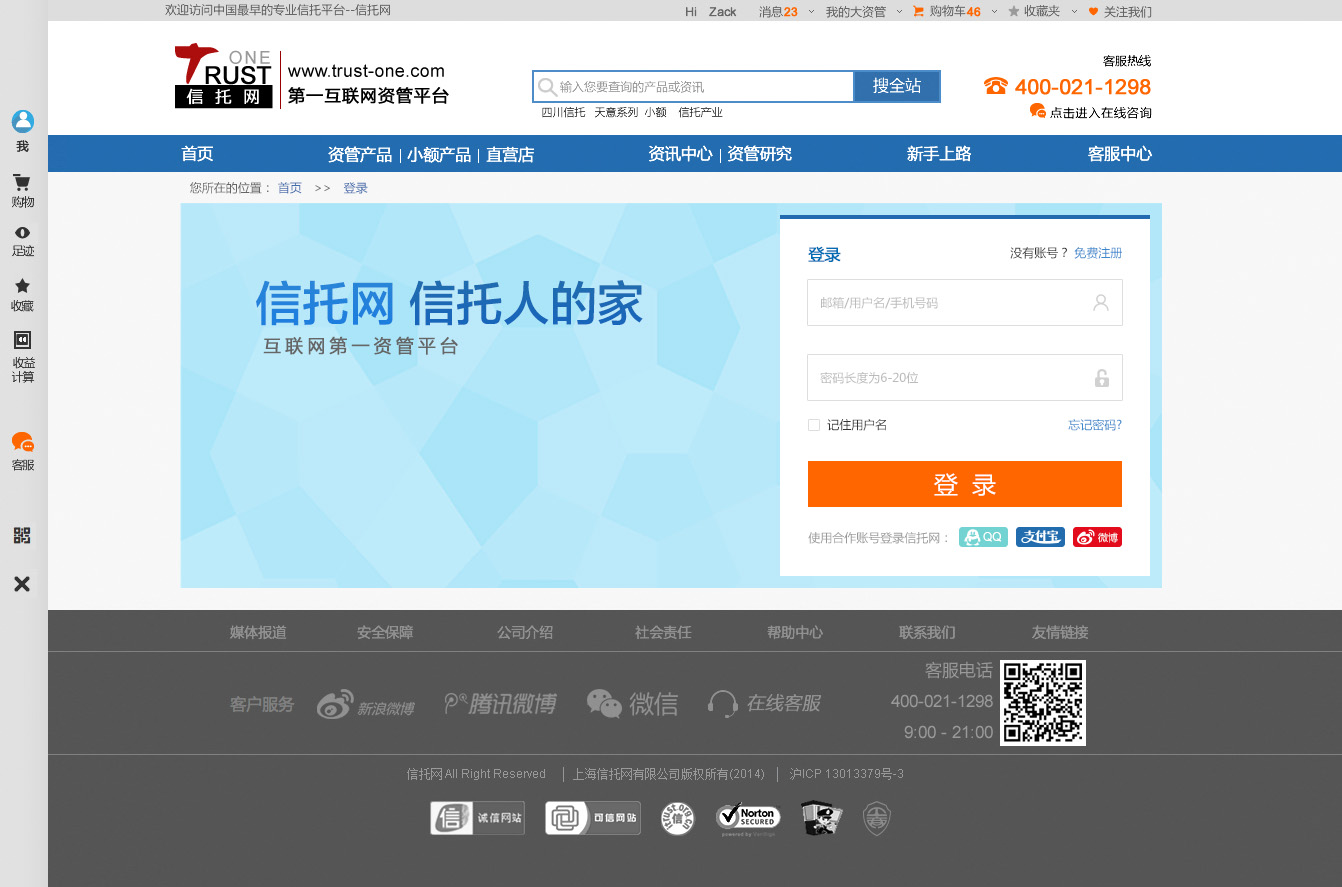 欢迎访问中国最早的专业信托平台--信托网
Hi Zack 消息23 我的大资管 购物车46 收藏夹 关注我们
ONE
TRUST
信托网
www.trust-one.com
第一互联网资管平台
输入您要查询的产品或资讯
搜全站
四川信托 天意系列 小额 信托产业
客服热线
400-021-1298
点击进入在线咨询
首页 资管产品 | 小额产品 | 直营店 资讯中心 | 资管研究 新手上路 客服中心
我
购物
足迹
收藏
收益
计算
客服
您所在的位置： 首页 >> 登录
信托网 信托人的家
互联网第一资管平台
登录
没有账号？ 免费注册
邮箱/用户名/手机号码
密码长度为6-20位
记住用户名
忘记密码?
登 录
使用合作账号登录信托网： QQ 支付宝 微博
媒体报道 安全保障 公司介绍 社会责任 帮助中心 联系我们 友情链接
客户服务 新浪微博 腾讯微博 微信 在线客服
客服电话
400-021-1298
9:00 - 21:00
信托网All Right Reserved | 上海信托网有限公司版权所有(2014) | 沪ICP 13013379号-3
信 诚信网站
可信网站
信
Norton
SECURED